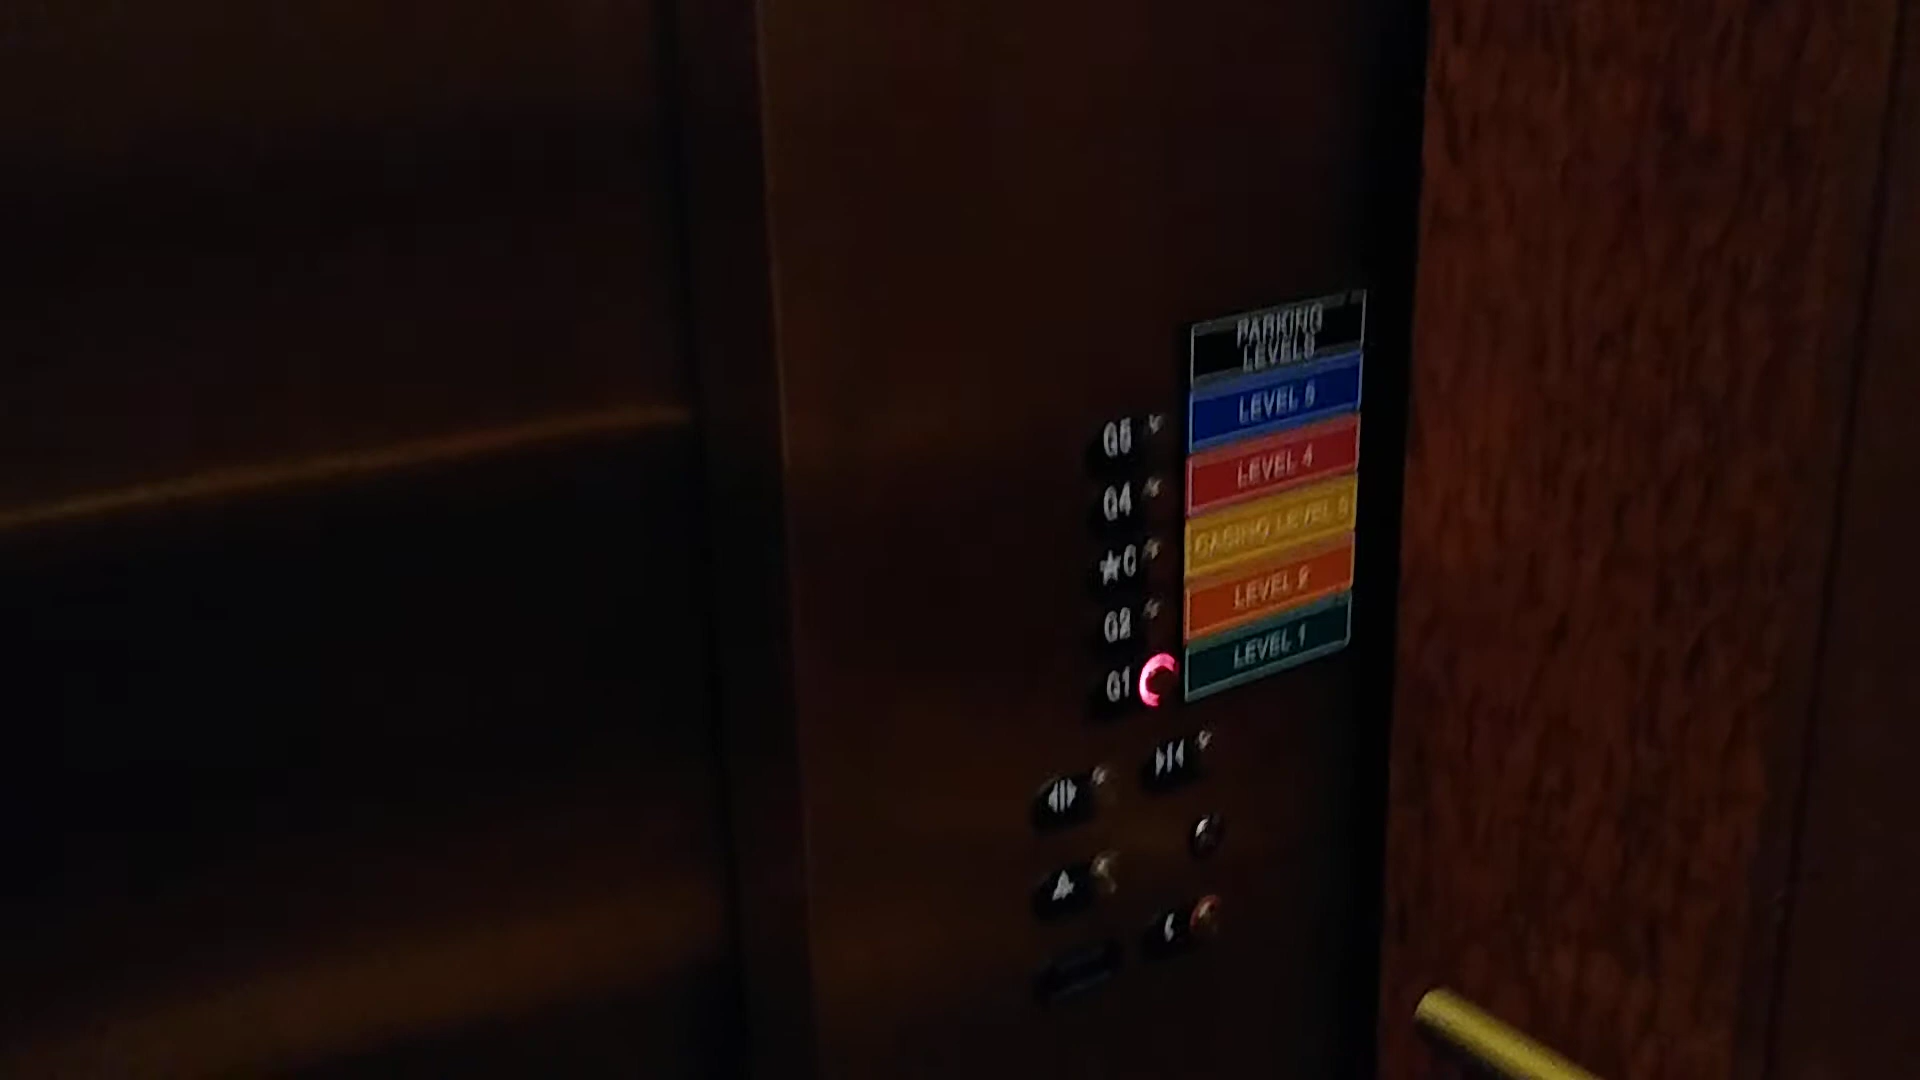 PARKING
LEVELS
G5 LEVEL 5
G4 LEVEL 4
★G CASINO LEVEL 3
G2 LEVEL 2
G1 LEVEL 1